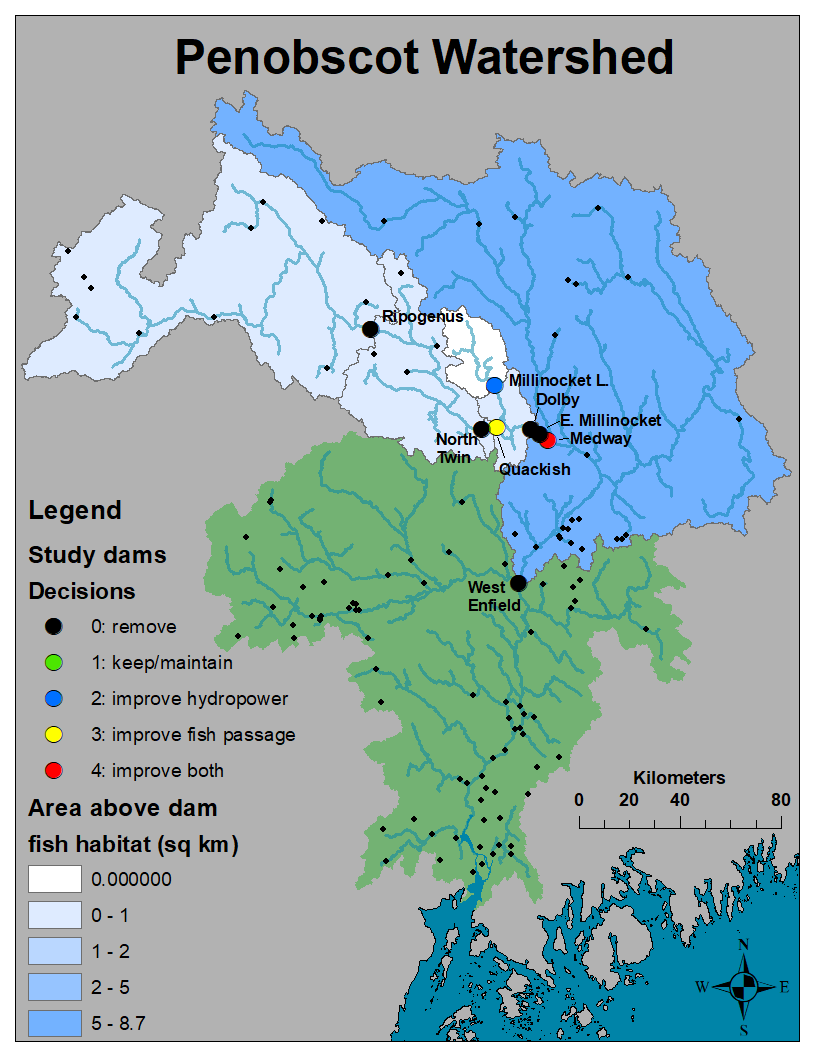 Penobscot Watershed
Ripogenus
Millinocket L.
Dolby
E. Millinocket
Medway
North
Twin
Quackish
West
Enfield
Legend
Study dams
Decisions
0: remove
1: keep/maintain
2: improve hydropower
3: improve fish passage
4: improve both
Area above dam
fish habitat (sq km)
0.000000
0 - 1
1 - 2
2 - 5
5 - 8.7
Kilometers
0 20 40 80
N
W E
S